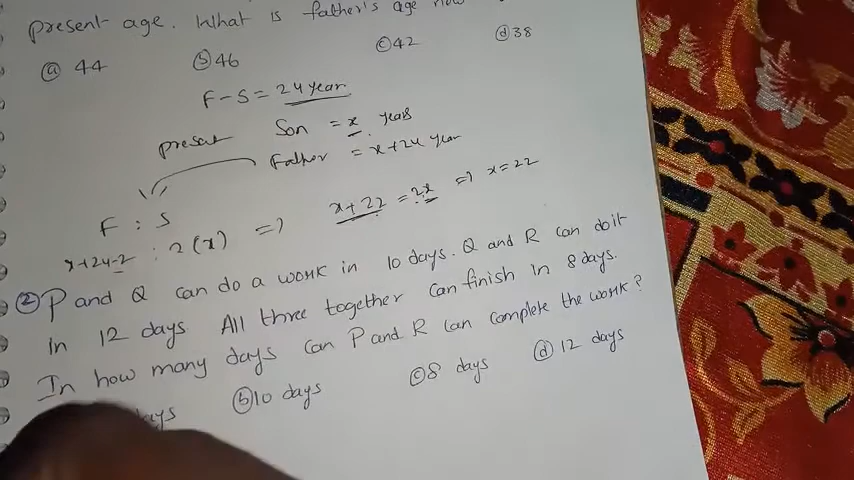 present age. What is father's age now
ⓐ 44 ⓑ 46 ⓒ 42 ⓓ 38
F-S = 24 year
present Son = x years
Father = x+24 year
F : S
x+24-2 : 2(x) => x+22 = 2x => x = 22
② P and Q can do a work in 10 days. Q and R can do it
in 12 days All three together can finish in 8 days.
In how many days can P and R can complete the work?
days ⓑ 10 days ⓒ 8 days ⓓ 12 days